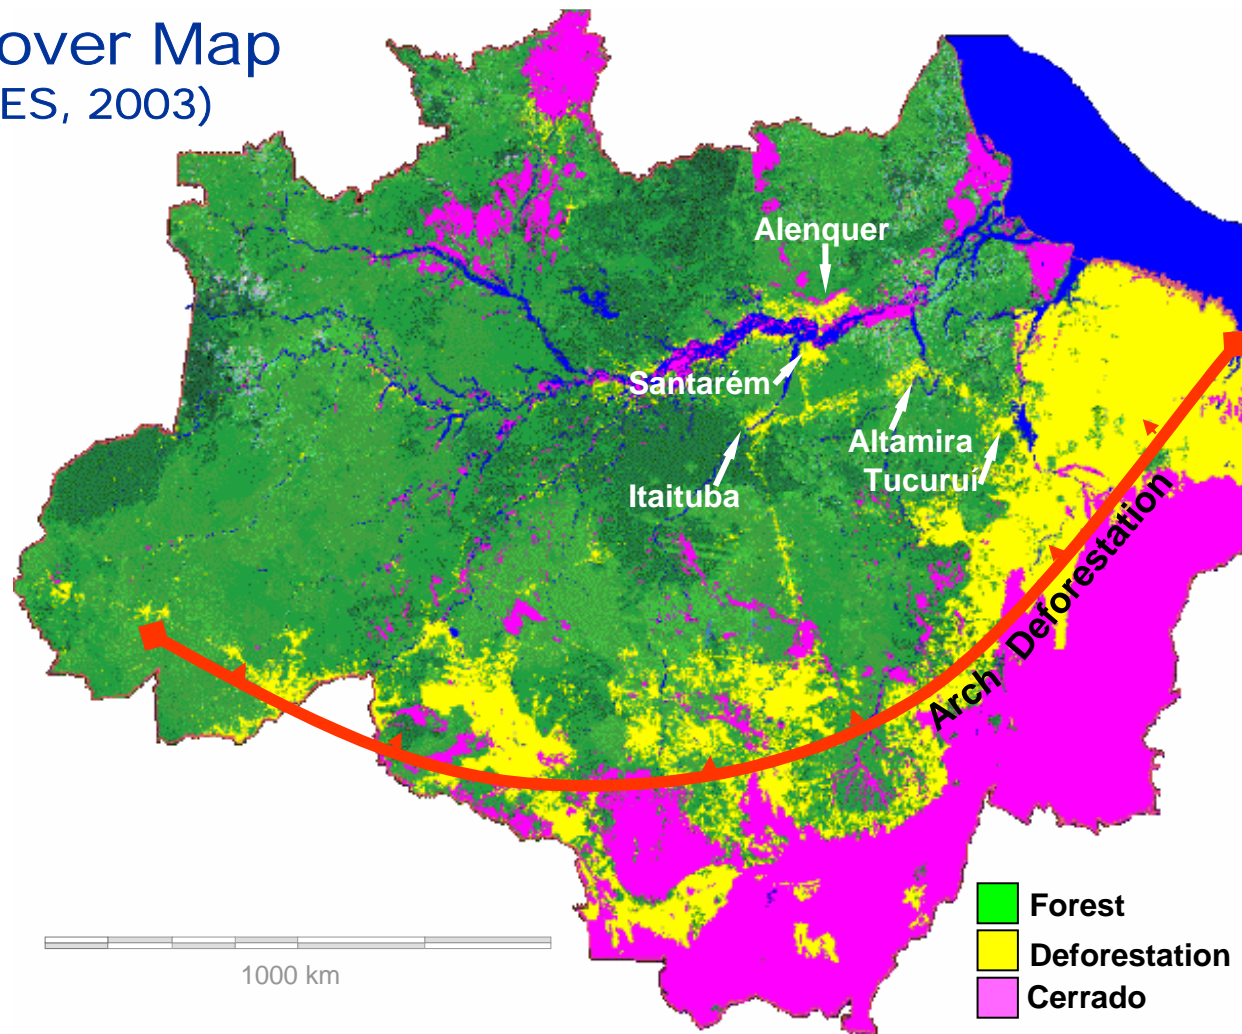 over Map
ES, 2003)
Alenquer
Santarém
Altamira
Tucuruí
Itaituba
Arch Deforestation
Forest
Deforestation
Cerrado
1000 km